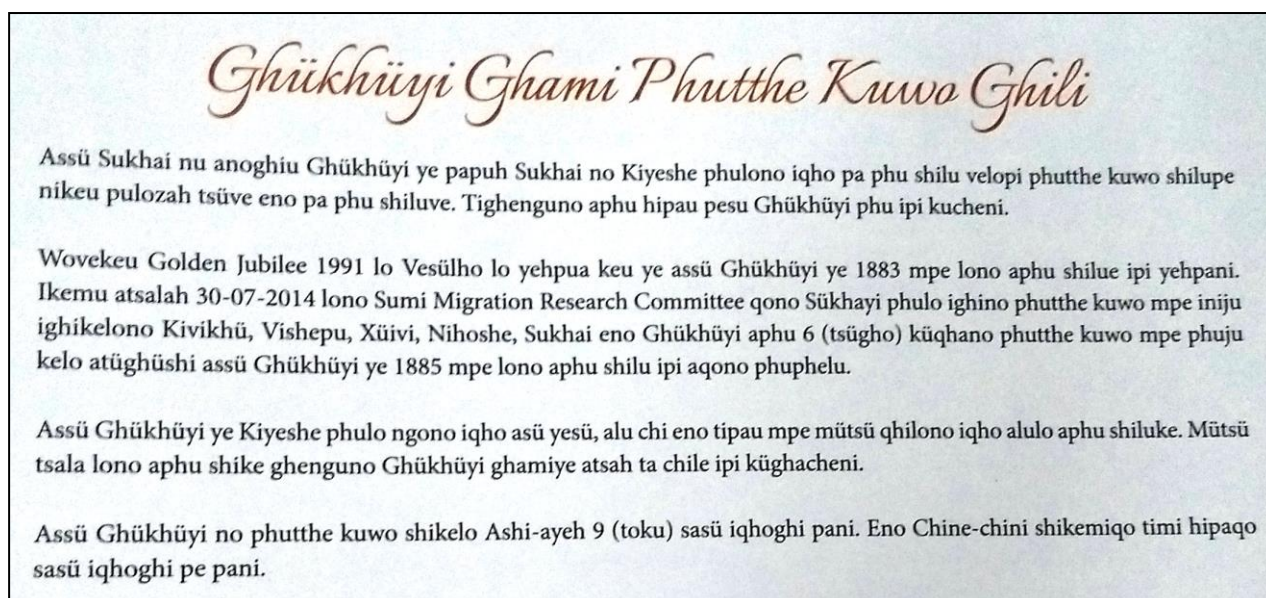 Ghükhüyi Ghami Phutthe Kuwo Ghili
Assü Sukhai nu anoghiu Ghükhüyi ye papuh Sukhai no Kiyeshe phulono iqho pa phu shilu velopi phutthe kuwo shilupe
nikeu pulozah tsüve eno pa phu shiluve. Tighenguno aphu hipau pesu Ghükhüyi phu ipi kucheni.
Wovekeu Golden Jubilee 1991 lo Vesülho lo yehpua keu ye assü Ghükhüyi ye 1883 mpe lono aphu shilue ipi yehpani.
Ikemu atsalah 30-07-2014 lono Sumi Migration Research Committee qono Sükhayi phulo ighino phutthe kuwo mpe iniju
ighikelono Kivikhü, Vishepu, Xüivi, Nihoshe, Sukhai eno Ghükhüyi aphu 6 (tsügho) küqhano phutthe kuwo mpe phuju
kelo atüghüshi assü Ghükhüyi ye 1885 mpe lono aphu shilu ipi aqono phuphelu.
Assü Ghükhüyi ye Kiyeshe phulo ngono iqho asü yesü, alu chi eno tipau mpe mütsü qhilono iqho alulo aphu shiluke. Mütsü
tsala lono aphu shike ghenguno Ghükhüyi ghamiye atsah ta chile ipi küghacheni.
Assü Ghükhüyi no phutthe kuwo shikelo Ashi-ayeh 9 (toku) sasü iqhoghi pani. Eno Chine-chini shikemiqo timi hipaqo
sasü iqhoghi pe pani.